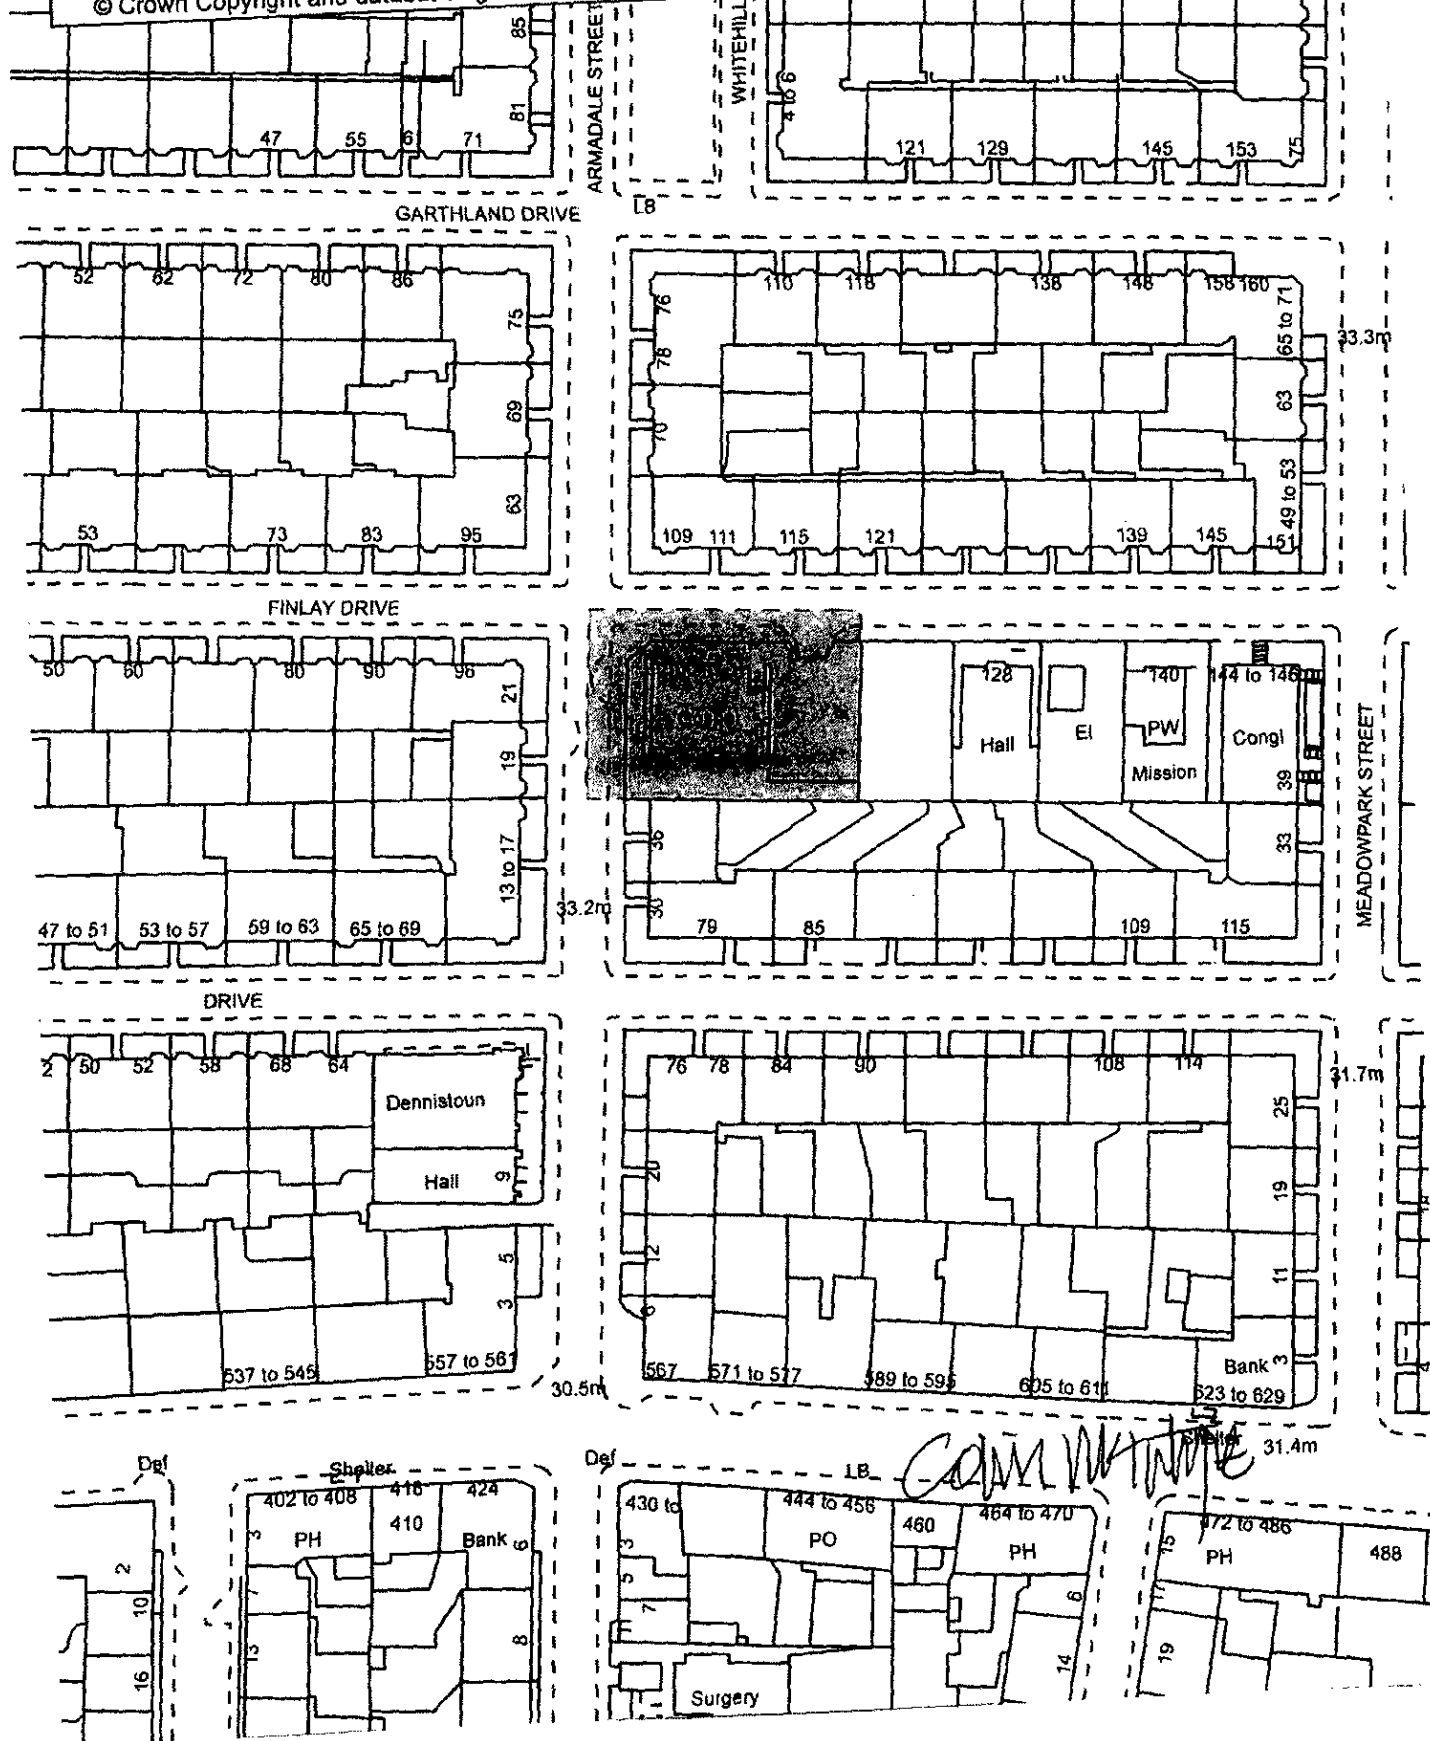 © Crown Copyright and
85
ARMADALE STREET
WHITEHILL
4 to 6
81
47 55 6 71
121 129 145 153 75
GARTHLAND DRIVE
LB
52 62 72 80 86
110 118 138 148 158 160
76
65 to 71
75
33.3m
78
69
63
70
63
49 to 53
53 73 83 95
109 111 115 121 139 145 151
FINLAY DRIVE
50 60 80 90 96
128 140 144 to 146
21
Hall El PW Congl
19
Mission 39
MEADOWPARK STREET
36 33
13 to 17
33.2m 30
47 to 51 53 to 57 59 to 63 65 to 69
79 85 109 115
DRIVE
2 50 52 58 68 64
76 78 84 90 108 114
31.7m
Dennistoun
25
Hall 9
20 19
5 12 11
3 6
537 to 545 557 to 561
567 571 to 577 589 to 595 605 to 611
Bank 3
623 to 629
30.5m
Shelter 31.4m
Def Shelter Def LB
402 to 408 416 424
430 to 444 to 456 460 464 to 470 472 to 486
3 PH 410 Bank 6
3 PO PH 15 PH 488
2 7 5 6
10 7 11
13 8 14 19
16
Surgery